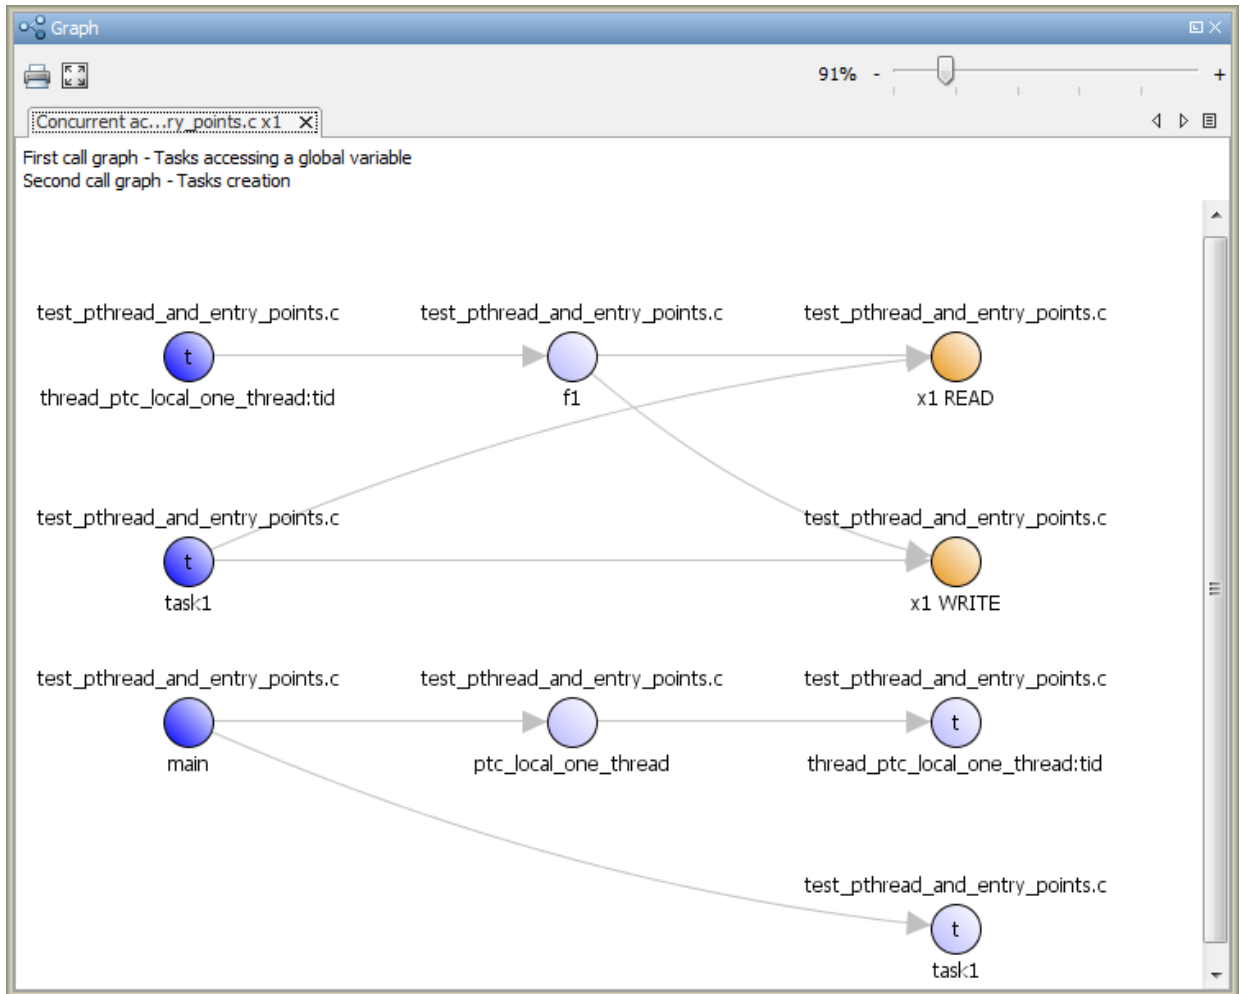 Graph
91% - +
Concurrent ac...ry_points.c x1
First call graph - Tasks accessing a global variable
Second call graph - Tasks creation
test_pthread_and_entry_points.c test_pthread_and_entry_points.c test_pthread_and_entry_points.c
t
thread_ptc_local_one_thread:tid f1 x1 READ
test_pthread_and_entry_points.c test_pthread_and_entry_points.c
t
task1 x1 WRITE
test_pthread_and_entry_points.c test_pthread_and_entry_points.c test_pthread_and_entry_points.c
t
main ptc_local_one_thread thread_ptc_local_one_thread:tid
test_pthread_and_entry_points.c
t
task1